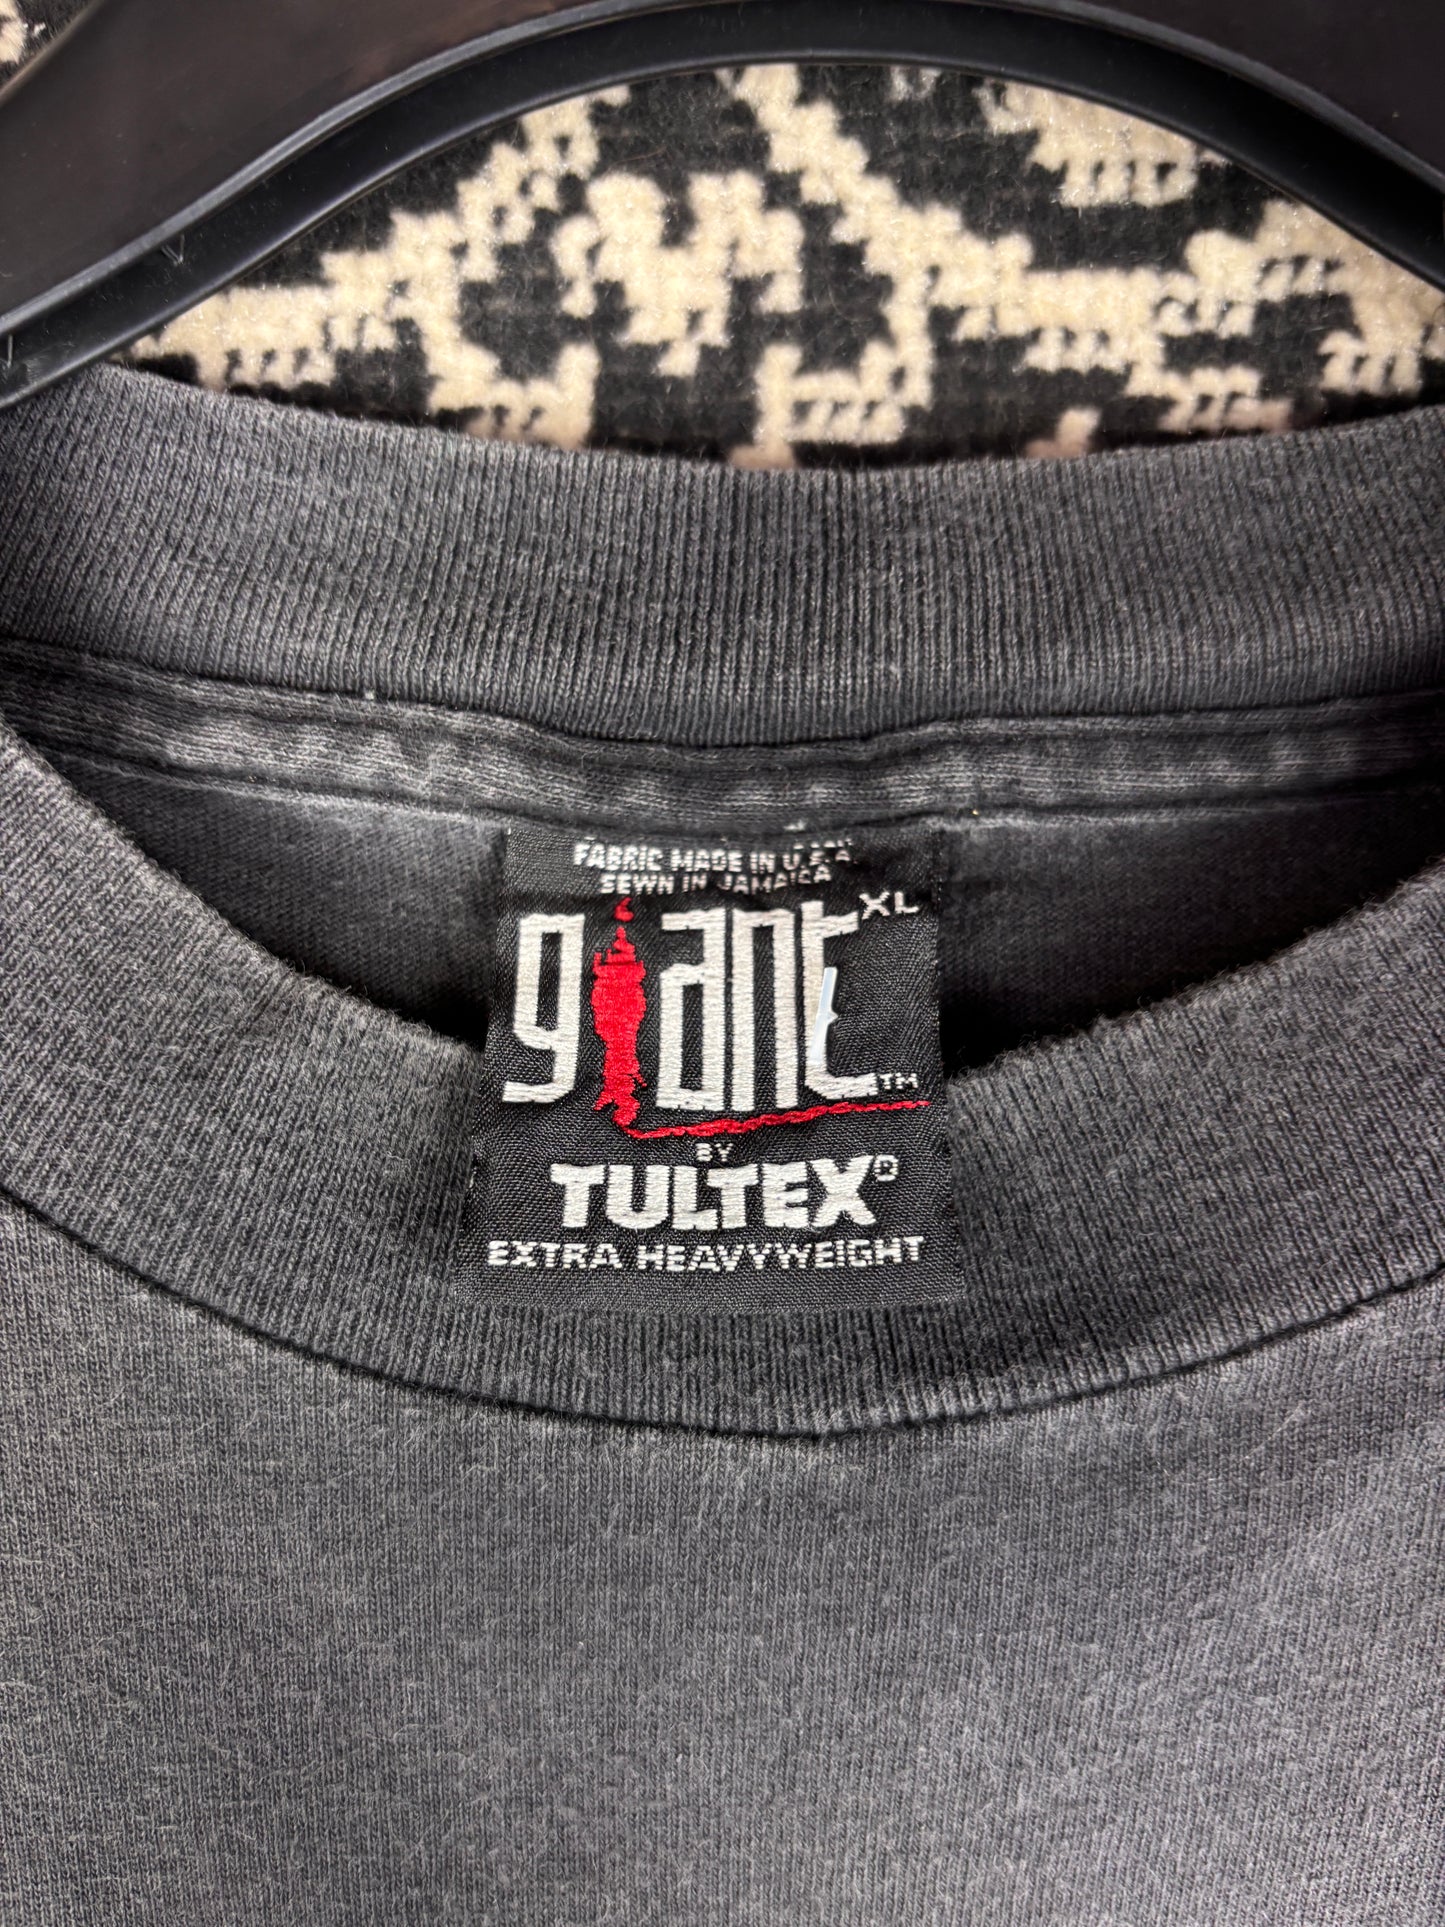 FABRIC MADE IN U.S.A.
SEWN IN JAMAICA
giant XL
TM
BY
TULTEX®
EXTRA HEAVYWEIGHT